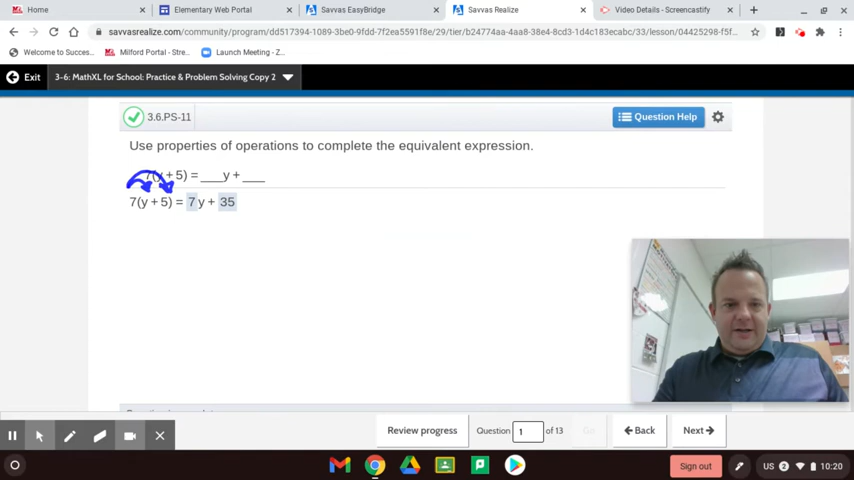 Home
Elementary Web Portal
Savvas EasyBridge
Savvas Realize
Video Details - Screencastify
savvasrealize.com/community/program/dd517394-1089-3be0-9fdd-7f2ea5591f8e/29/tier/b24774aa-4aa8-38e4-8cd3-1d4c183ecabc/33/lesson/04425298-f5f...
Welcome to Succes...
Milford Portal - Stre...
Launch Meeting - Z...
Exit
3-6: MathXL for School: Practice & Problem Solving Copy 2
3.6.PS-11
Question Help
Use properties of operations to complete the equivalent expression.
7(y + 5) = ___y + ___
7(y + 5) = 7 y + 35
Review progress
Question 1 of 13
Go
Back
Next
Sign out
US 2 10:20